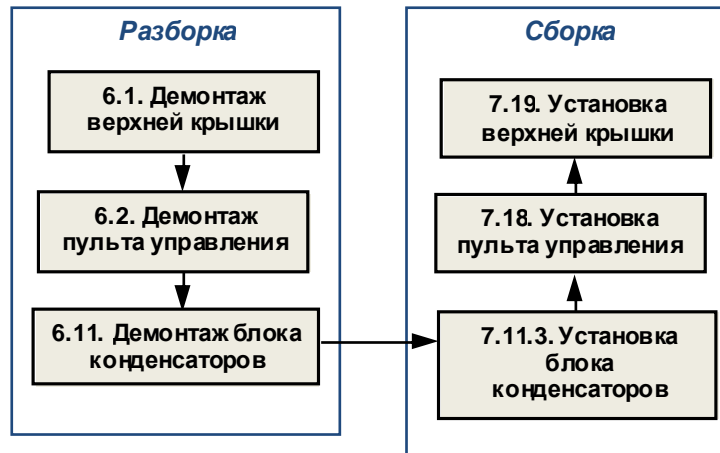 Разборка
6.1. Демонтаж
верхней крышки
6.2. Демонтаж
пульта управления
6.11. Демонтаж блока
конденсаторов
Сборка
7.19. Установка
верхней крышки
7.18. Установка
пульта управления
7.11.3. Установка
блока
конденсаторов